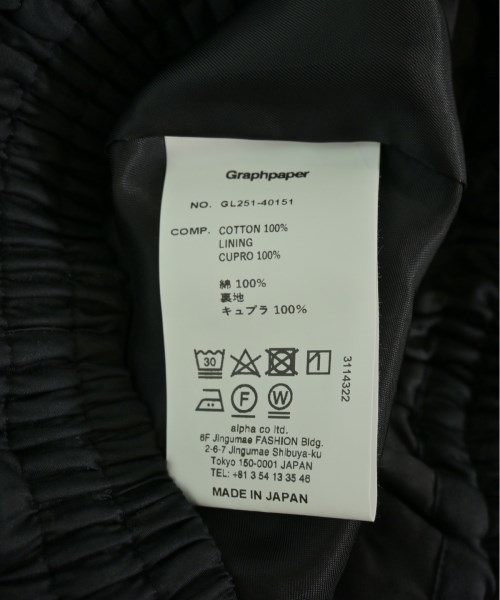 Graphpaper
NO. GL251-40151
COMP. COTTON 100%
LINING
CUPRO 100%
綿 100%
裏地
キュプラ 100%
30
F W
3114322
alpha co ltd.
6F Jingumae FASHION Bldg.
2-6-7 Jingumae Shibuya-ku
Tokyo 150-0001 JAPAN
TEL: +81 3 54 13 35 46
MADE IN JAPAN